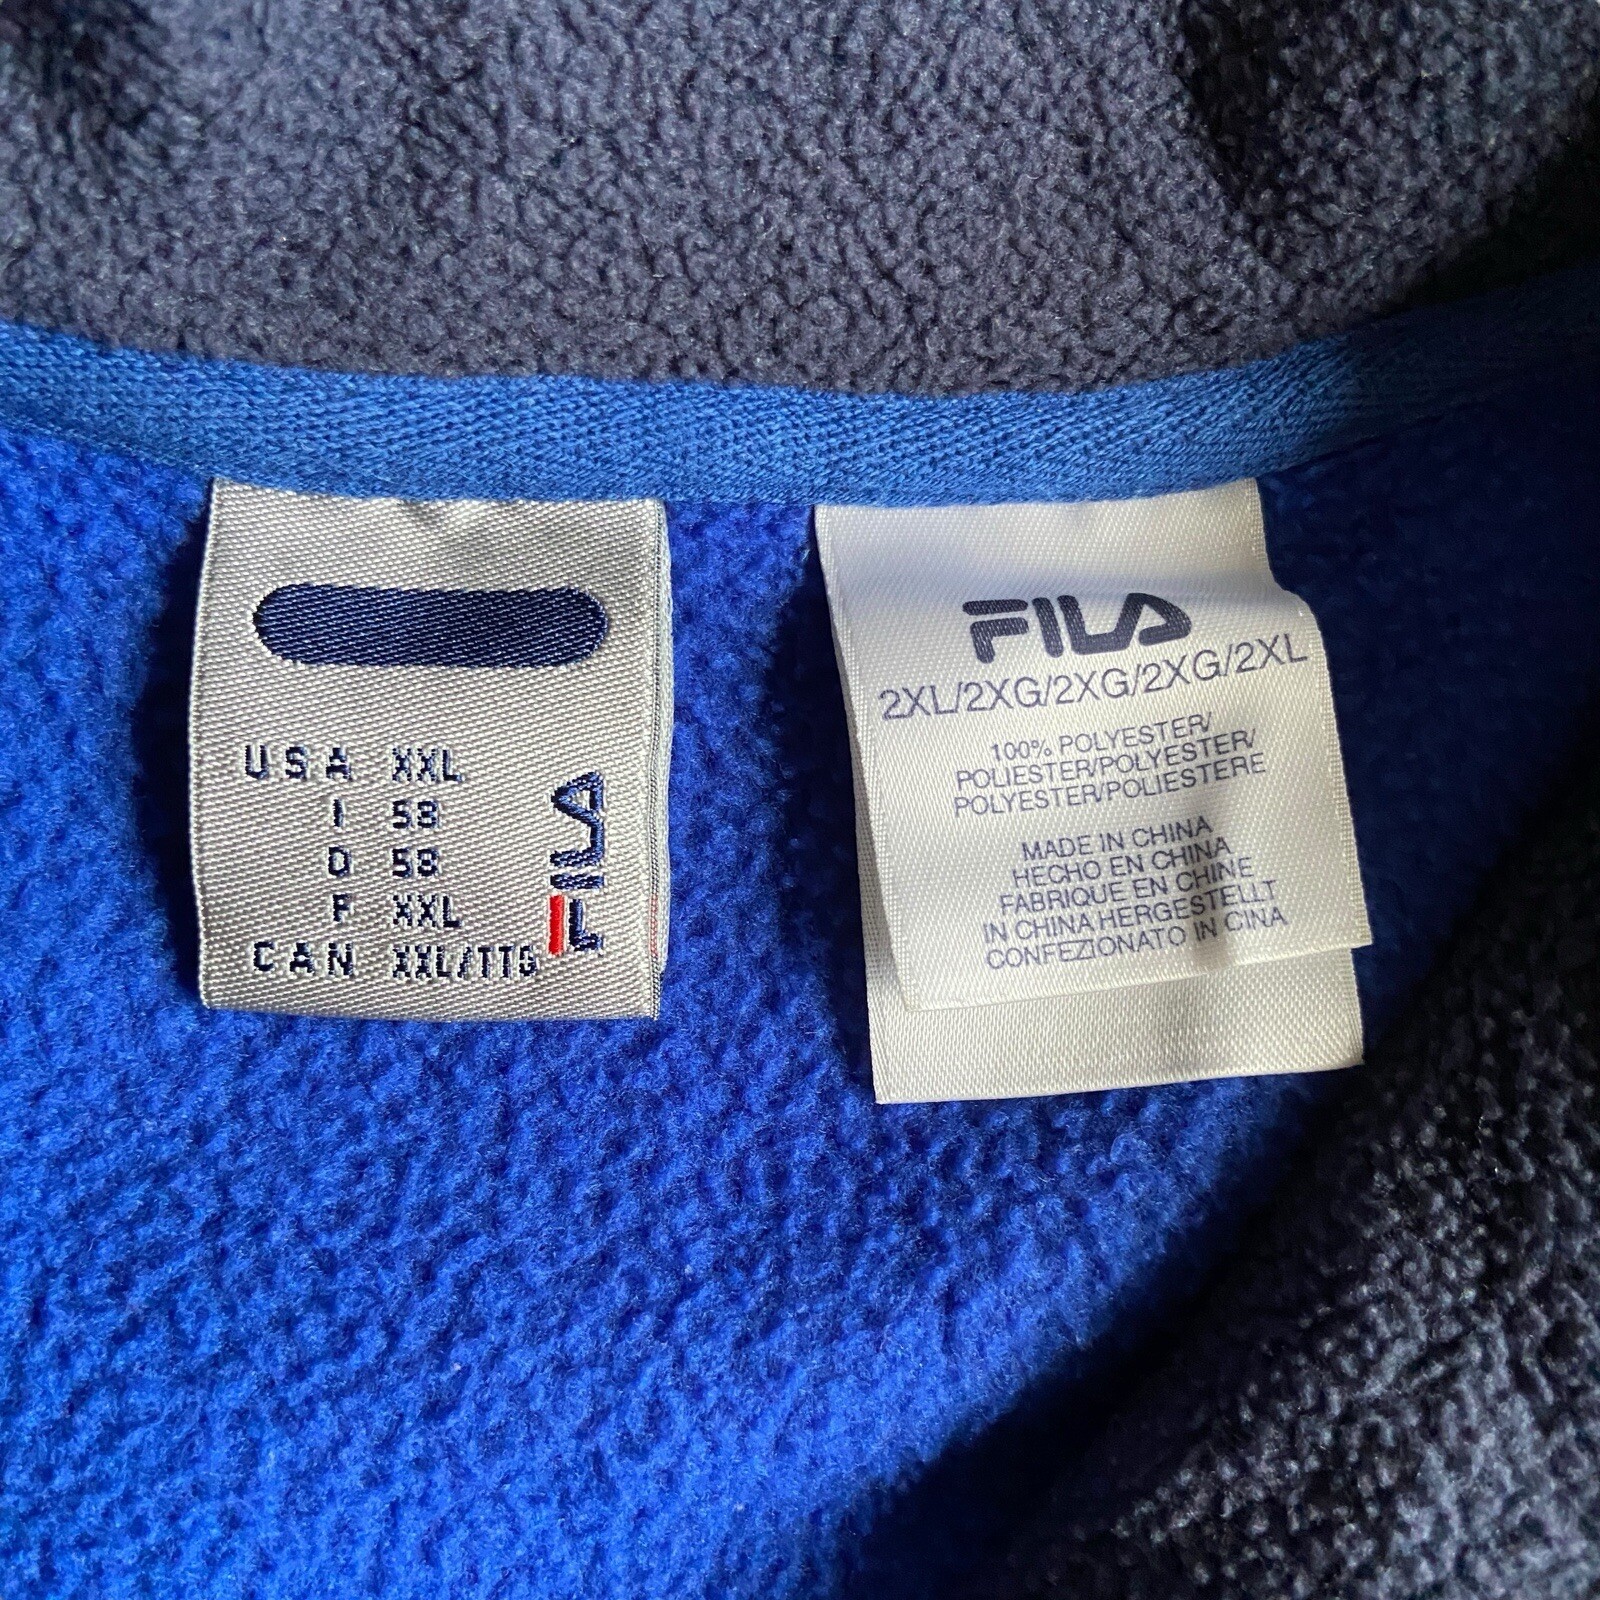 USA XXL
I 58
D 58
F XXL
CAN XXL/TTG
FILA
FILA
2XL/2XG/2XG/2XG/2XL
100% POLYESTER/
POLIESTER/POLYESTER/
POLYESTER/POLIESTERE
MADE IN CHINA
HECHO EN CHINA
FABRIQUE EN CHINE
IN CHINA HERGESTELLT
CONFEZIONATO IN CINA